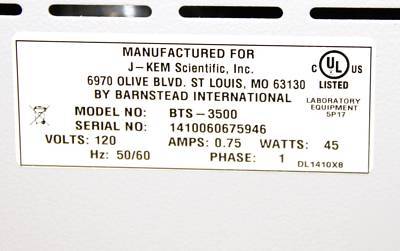 MANUFACTURED FOR
J-KEM Scientific, Inc.
6970 OLIVE BLVD. ST LOUIS, MO 63130
BY BARNSTEAD INTERNATIONAL
MODEL NO: BTS-3500
SERIAL NO: 1410060675946
VOLTS: 120 AMPS: 0.75 WATTS: 45
Hz: 50/60 PHASE: 1
C UL US
LISTED
LABORATORY
EQUIPMENT
5P17
DL1410X8